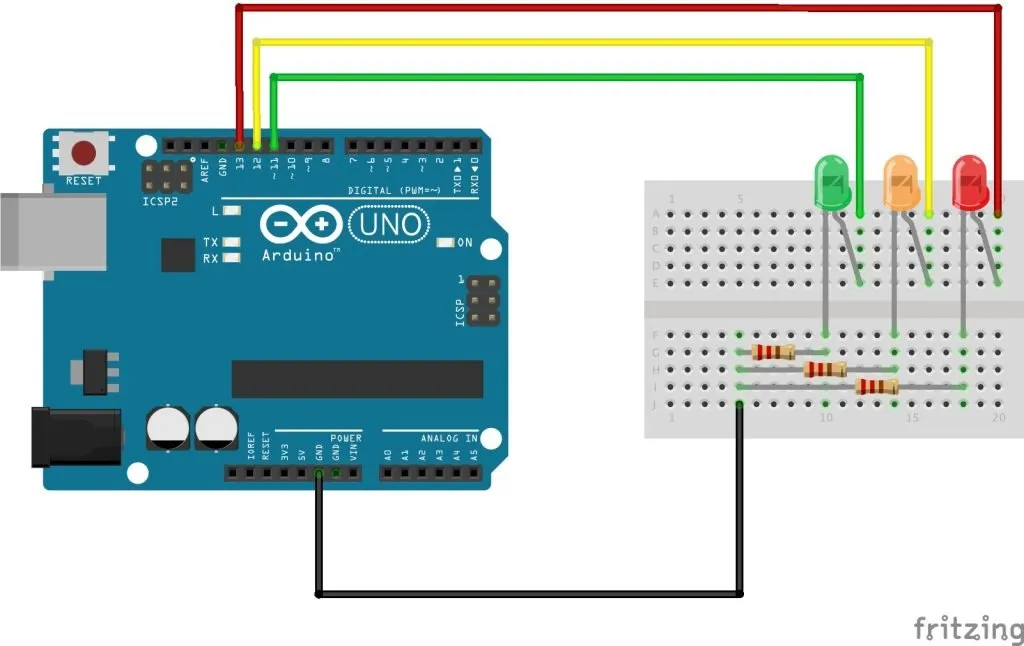 RESET
ICSP2
AREF
GND
13
12
~11
~10
~9
8
7
~6
~5
4
~3
2
TXD ▶ 1
RXD ◀ 0
DIGITAL (PWM=~)
L
TX
RX
UNO
Arduino™
ON
1
ICSP
IOREF
RESET
3V3
5V
GND
GND
VIN
POWER
ANALOG IN
A0
A1
A2
A3
A4
A5
1
5
A
B
C
D
E
F
G
H
I
J
1
10
15
20
fritzing